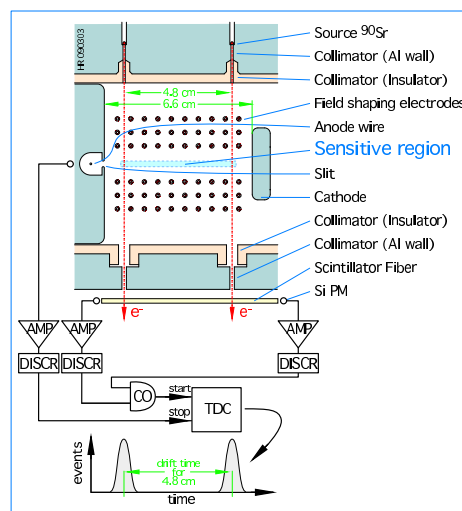 HR 090303
Source ⁹⁰Sr
Collimator (Al wall)
Collimator (Insulator)
4.8 cm
6.6 cm
Field shaping electrodes
Anode wire
Sensitive region
Slit
Cathode
Collimator (Insulator)
Collimator (Al wall)
Scintillator Fiber
e⁻
e⁻
Si PM
AMP
AMP
AMP
DISCR
DISCR
DISCR
CO
start
stop
TDC
events
drift time
for
4.8 cm
time